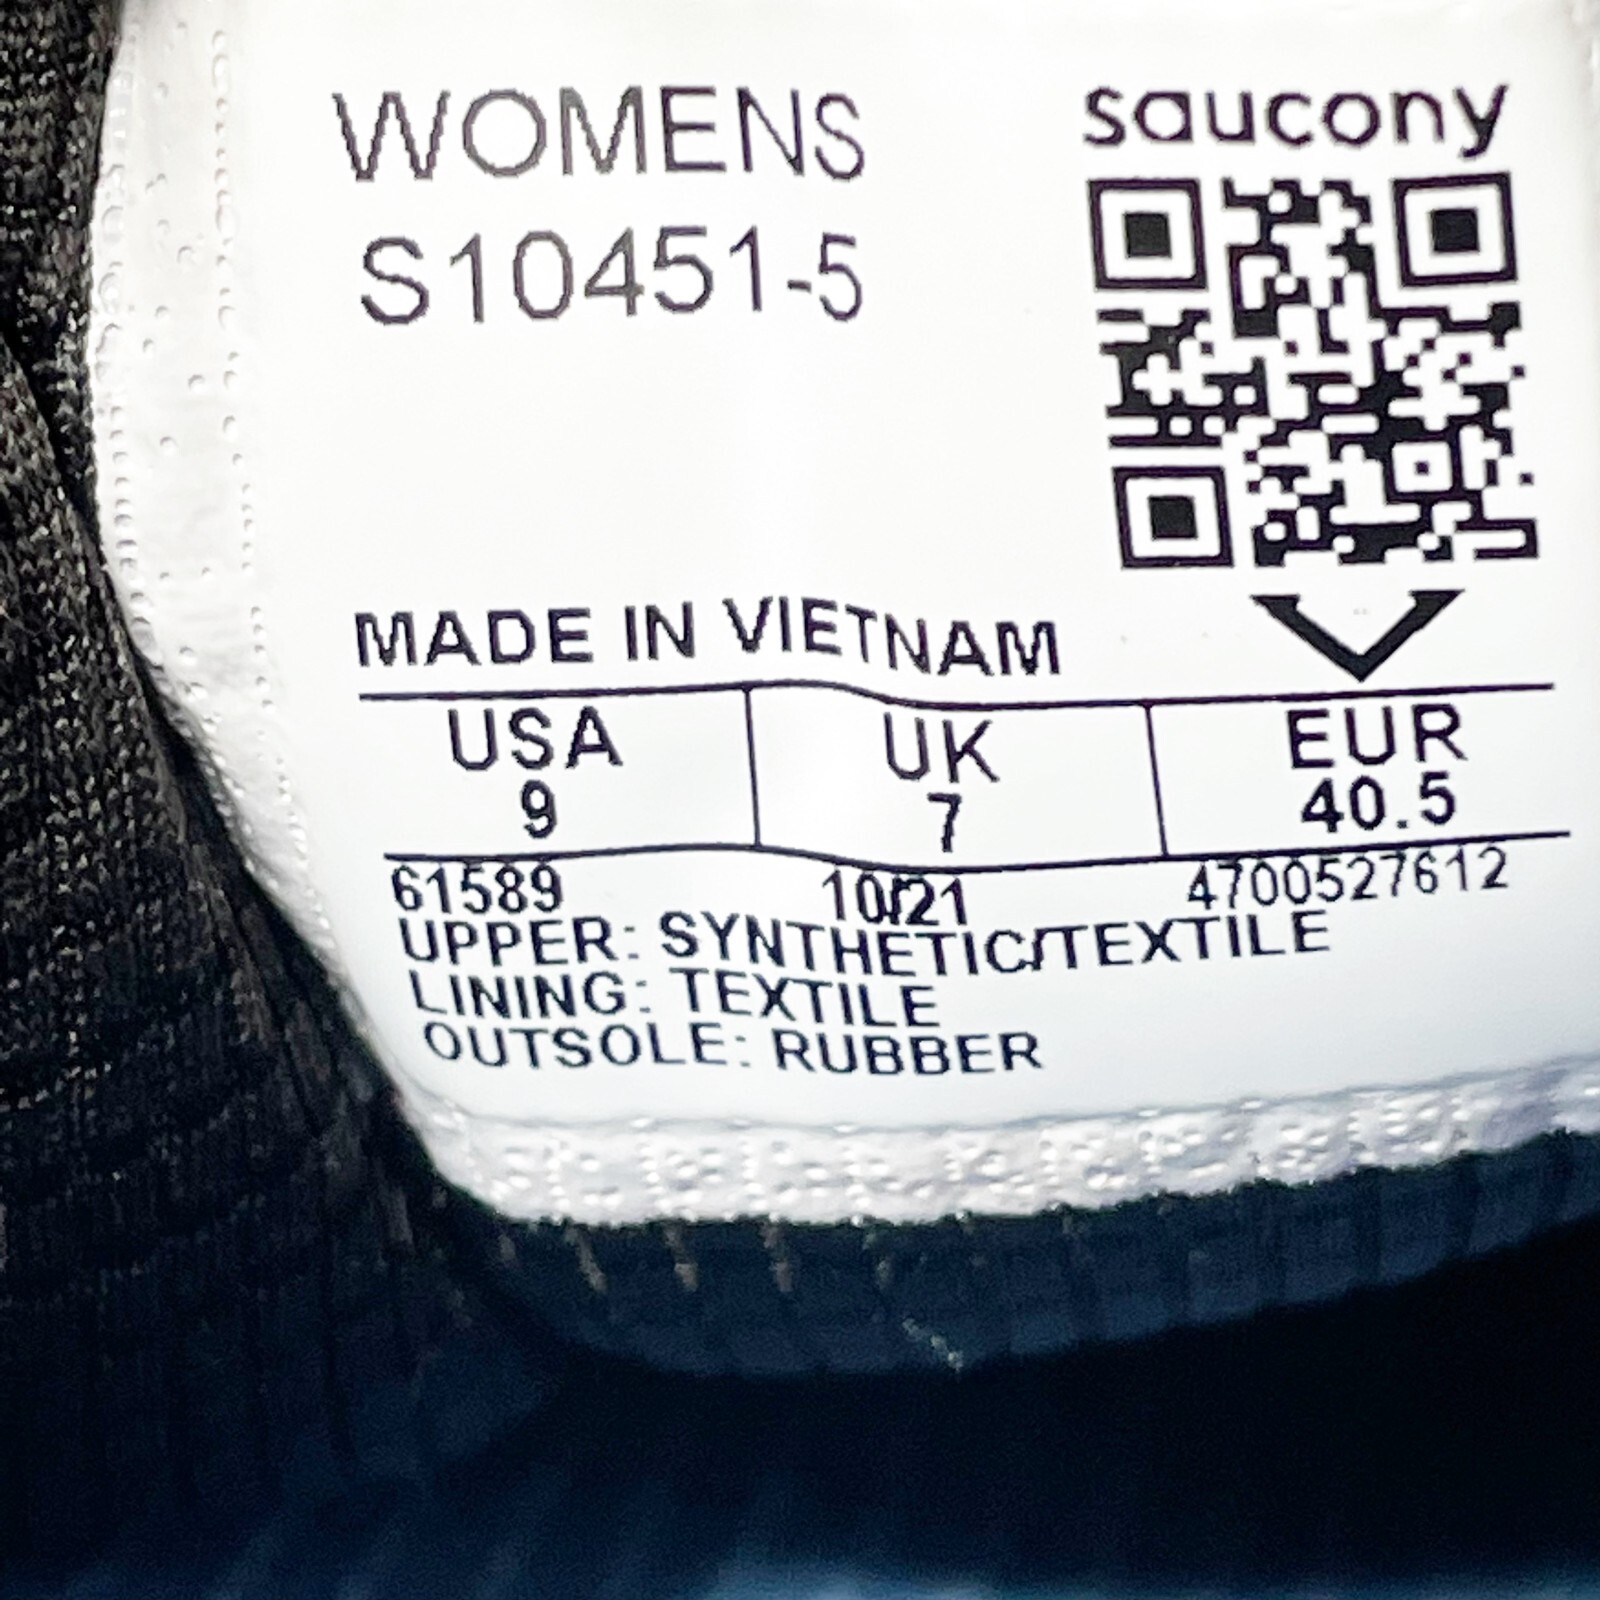 WOMENS
saucony
S10451-5
MADE IN VIETNAM
USA UK EUR
9 7 40.5
61589 10/21 4700527612
UPPER: SYNTHETIC/TEXTILE
LINING: TEXTILE
OUTSOLE: RUBBER